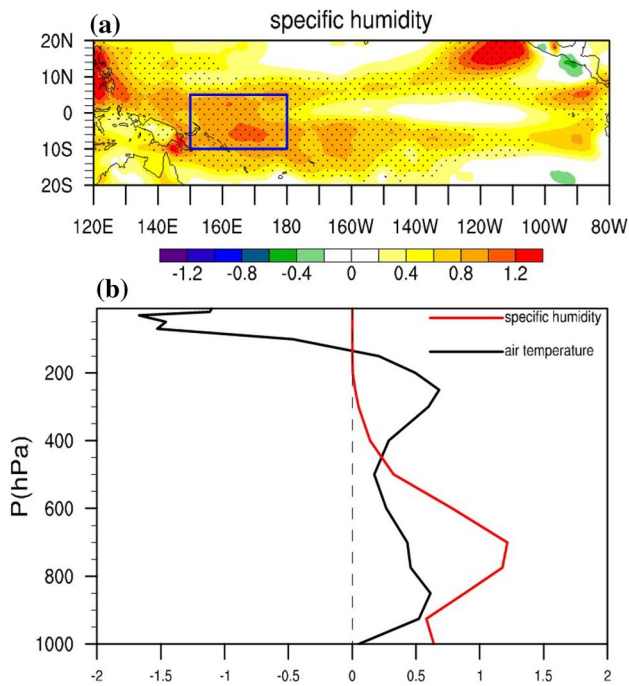 specific humidity
(a)
20N
10N
0
10S
20S
120E 140E 160E 180 160W 140W 120W 100W 80W
-1.2 -0.8 -0.4 0 0.4 0.8 1.2
(b)
specific humidity
air temperature
P(hPa)
200
400
600
800
1000
-2 -1.5 -1 -0.5 0 0.5 1 1.5 2